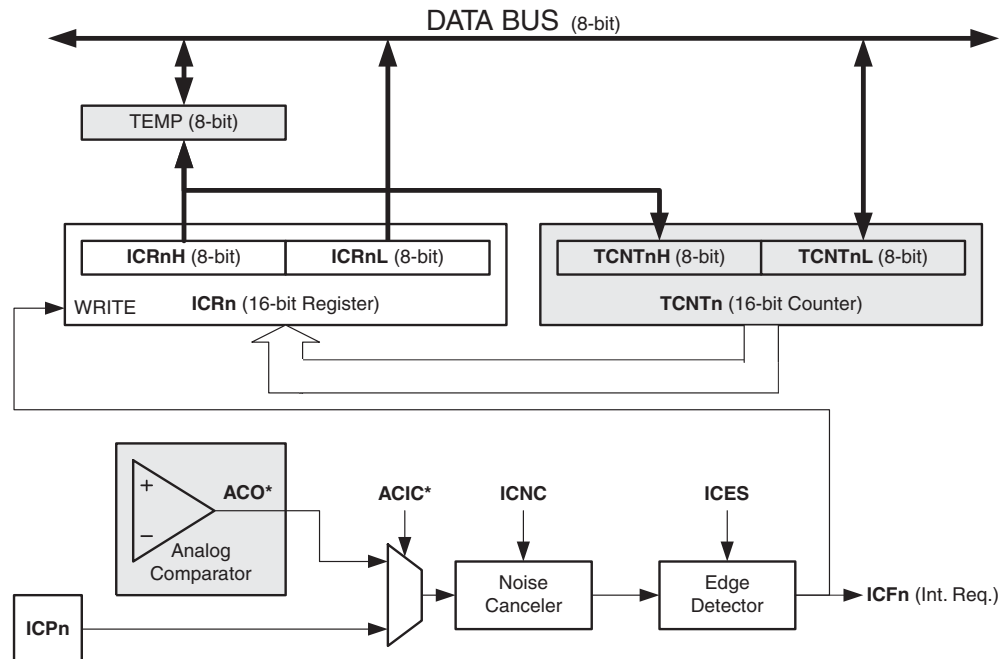 DATA BUS (8-bit)
TEMP (8-bit)
ICRnH (8-bit)
ICRnL (8-bit)
TCNTnH (8-bit)
TCNTnL (8-bit)
WRITE
ICRn (16-bit Register)
TCNTn (16-bit Counter)
+
−
ACO*
Analog
Comparator
ACIC*
ICNC
ICES
Noise
Canceler
Edge
Detector
ICFn (Int. Req.)
ICPn